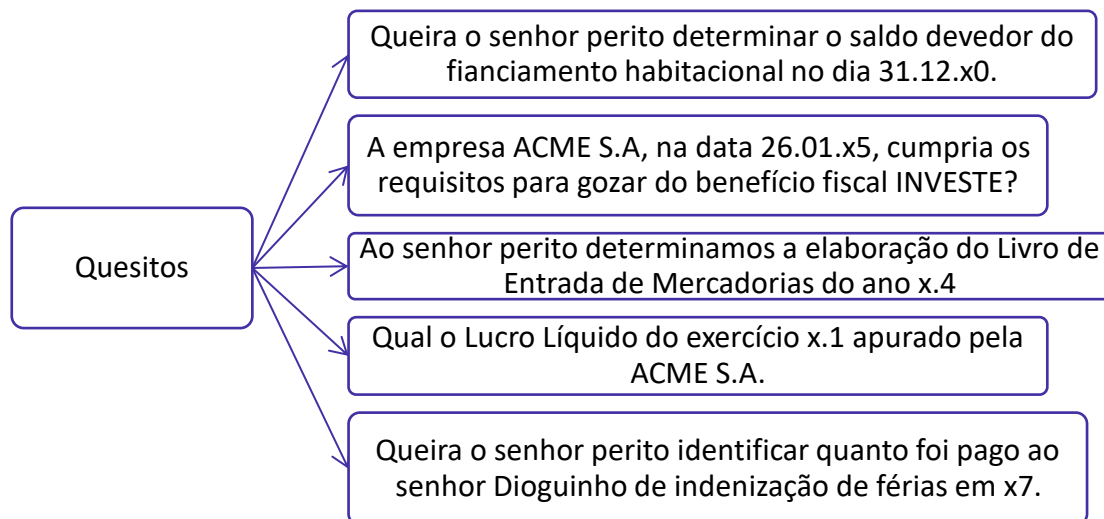 Quesitos
Queira o senhor perito determinar o saldo devedor do
fianciamento habitacional no dia 31.12.x0.
A empresa ACME S.A, na data 26.01.x5, cumpria os
requisitos para gozar do benefício fiscal INVESTE?
Ao senhor perito determinamos a elaboração do Livro de
Entrada de Mercadorias do ano x.4
Qual o Lucro Líquido do exercício x.1 apurado pela
ACME S.A.
Queira o senhor perito identificar quanto foi pago ao
senhor Dioguinho de indenização de férias em x7.